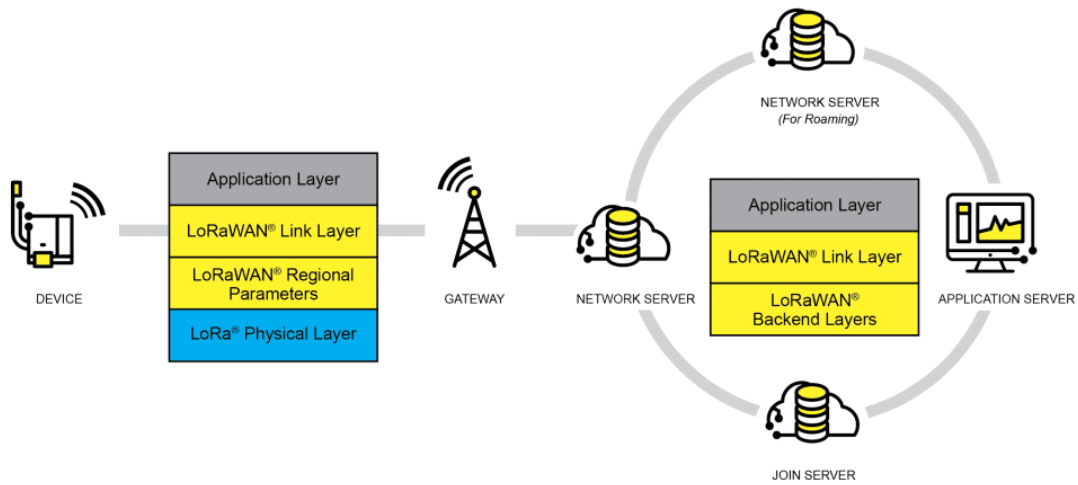 NETWORK SERVER
(For Roaming)
Application Layer
LoRaWAN® Link Layer
LoRaWAN® Regional
Parameters
LoRa® Physical Layer
Application Layer
LoRaWAN® Link Layer
LoRaWAN®
Backend Layers
DEVICE
GATEWAY
NETWORK SERVER
APPLICATION SERVER
JOIN SERVER